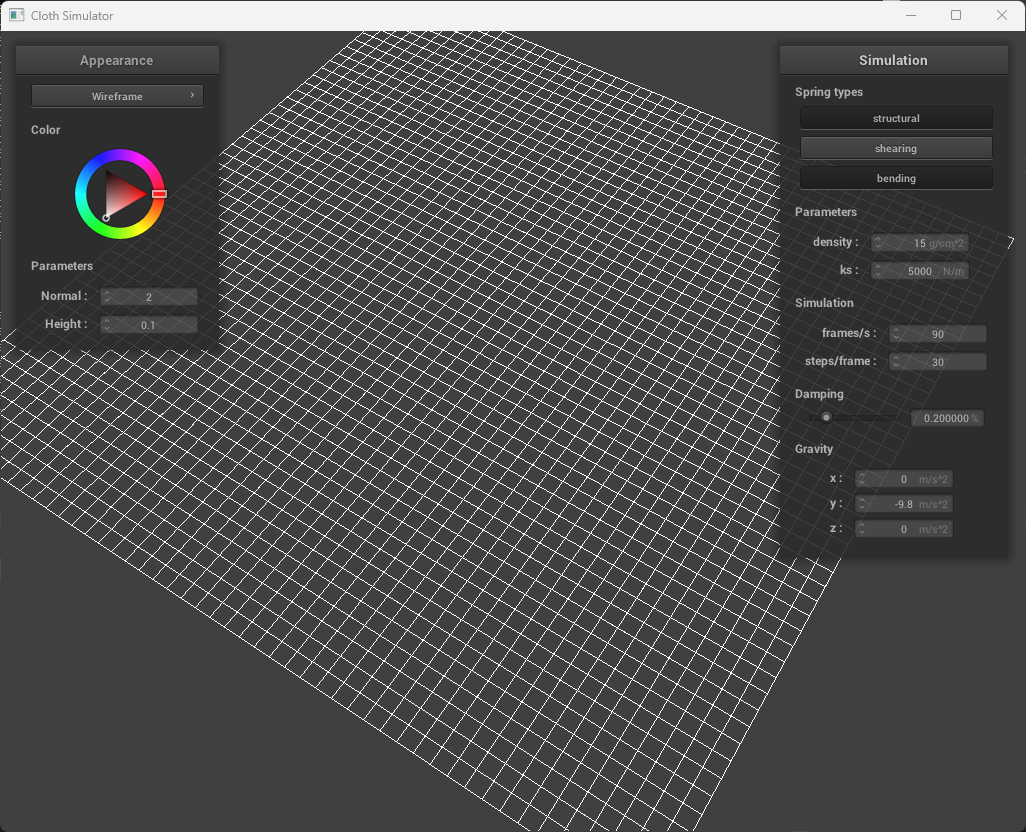 Cloth Simulator
Appearance
Wireframe
Color
Parameters
Normal : 2
Height : 0.1
Simulation
Spring types
structural
shearing
bending
Parameters
density : 15 g/cm^2
ks : 5000 N/m
Simulation
frames/s : 90
steps/frame : 30
Damping
0.200000 %
Gravity
x : 0 m/s^2
y : -9.8 m/s^2
z : 0 m/s^2